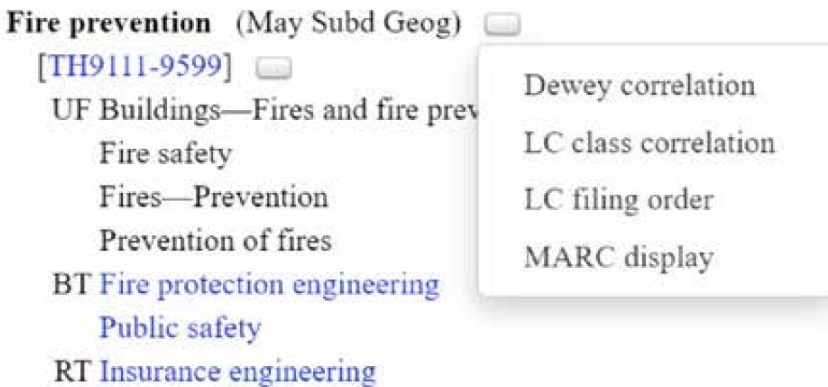 Fire prevention (May Subd Geog)
[TH9111-9599]
UF Buildings—Fires and fire
Fire safety
Fires—Prevention
Prevention of fires
BT Fire protection engineering
Public safety
RT Insurance engineering
Dewey correlation
LC class correlation
LC filing order
MARC display